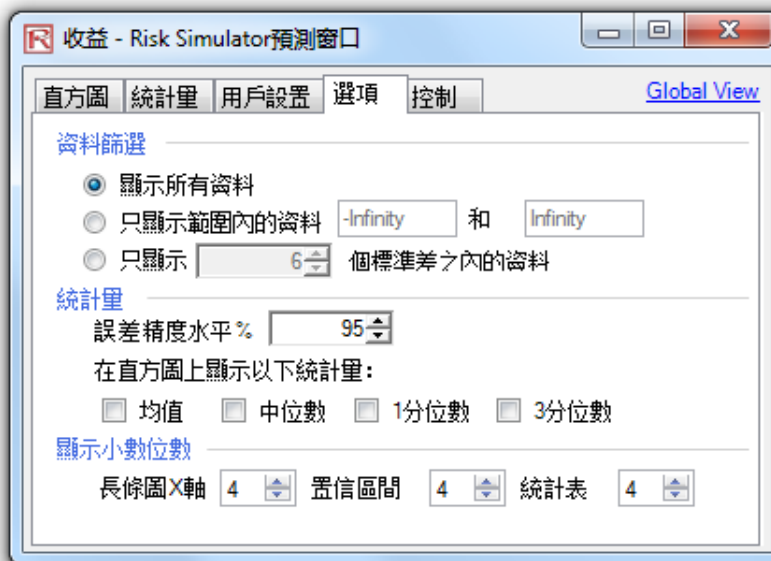 收益 - Risk Simulator預測窗口
直方圖 統計量 用戶設置 選項 控制 Global View
資料篩選
顯示所有資料
只顯示範圍內的資料 -Infinity 和 Infinity
只顯示 6 個標準差之內的資料
統計量
誤差精度水平% 95
在直方圖上顯示以下統計量:
均值 中位數 1分位數 3分位數
顯示小數位數
長條圖X軸 4 置信區間 4 統計表 4